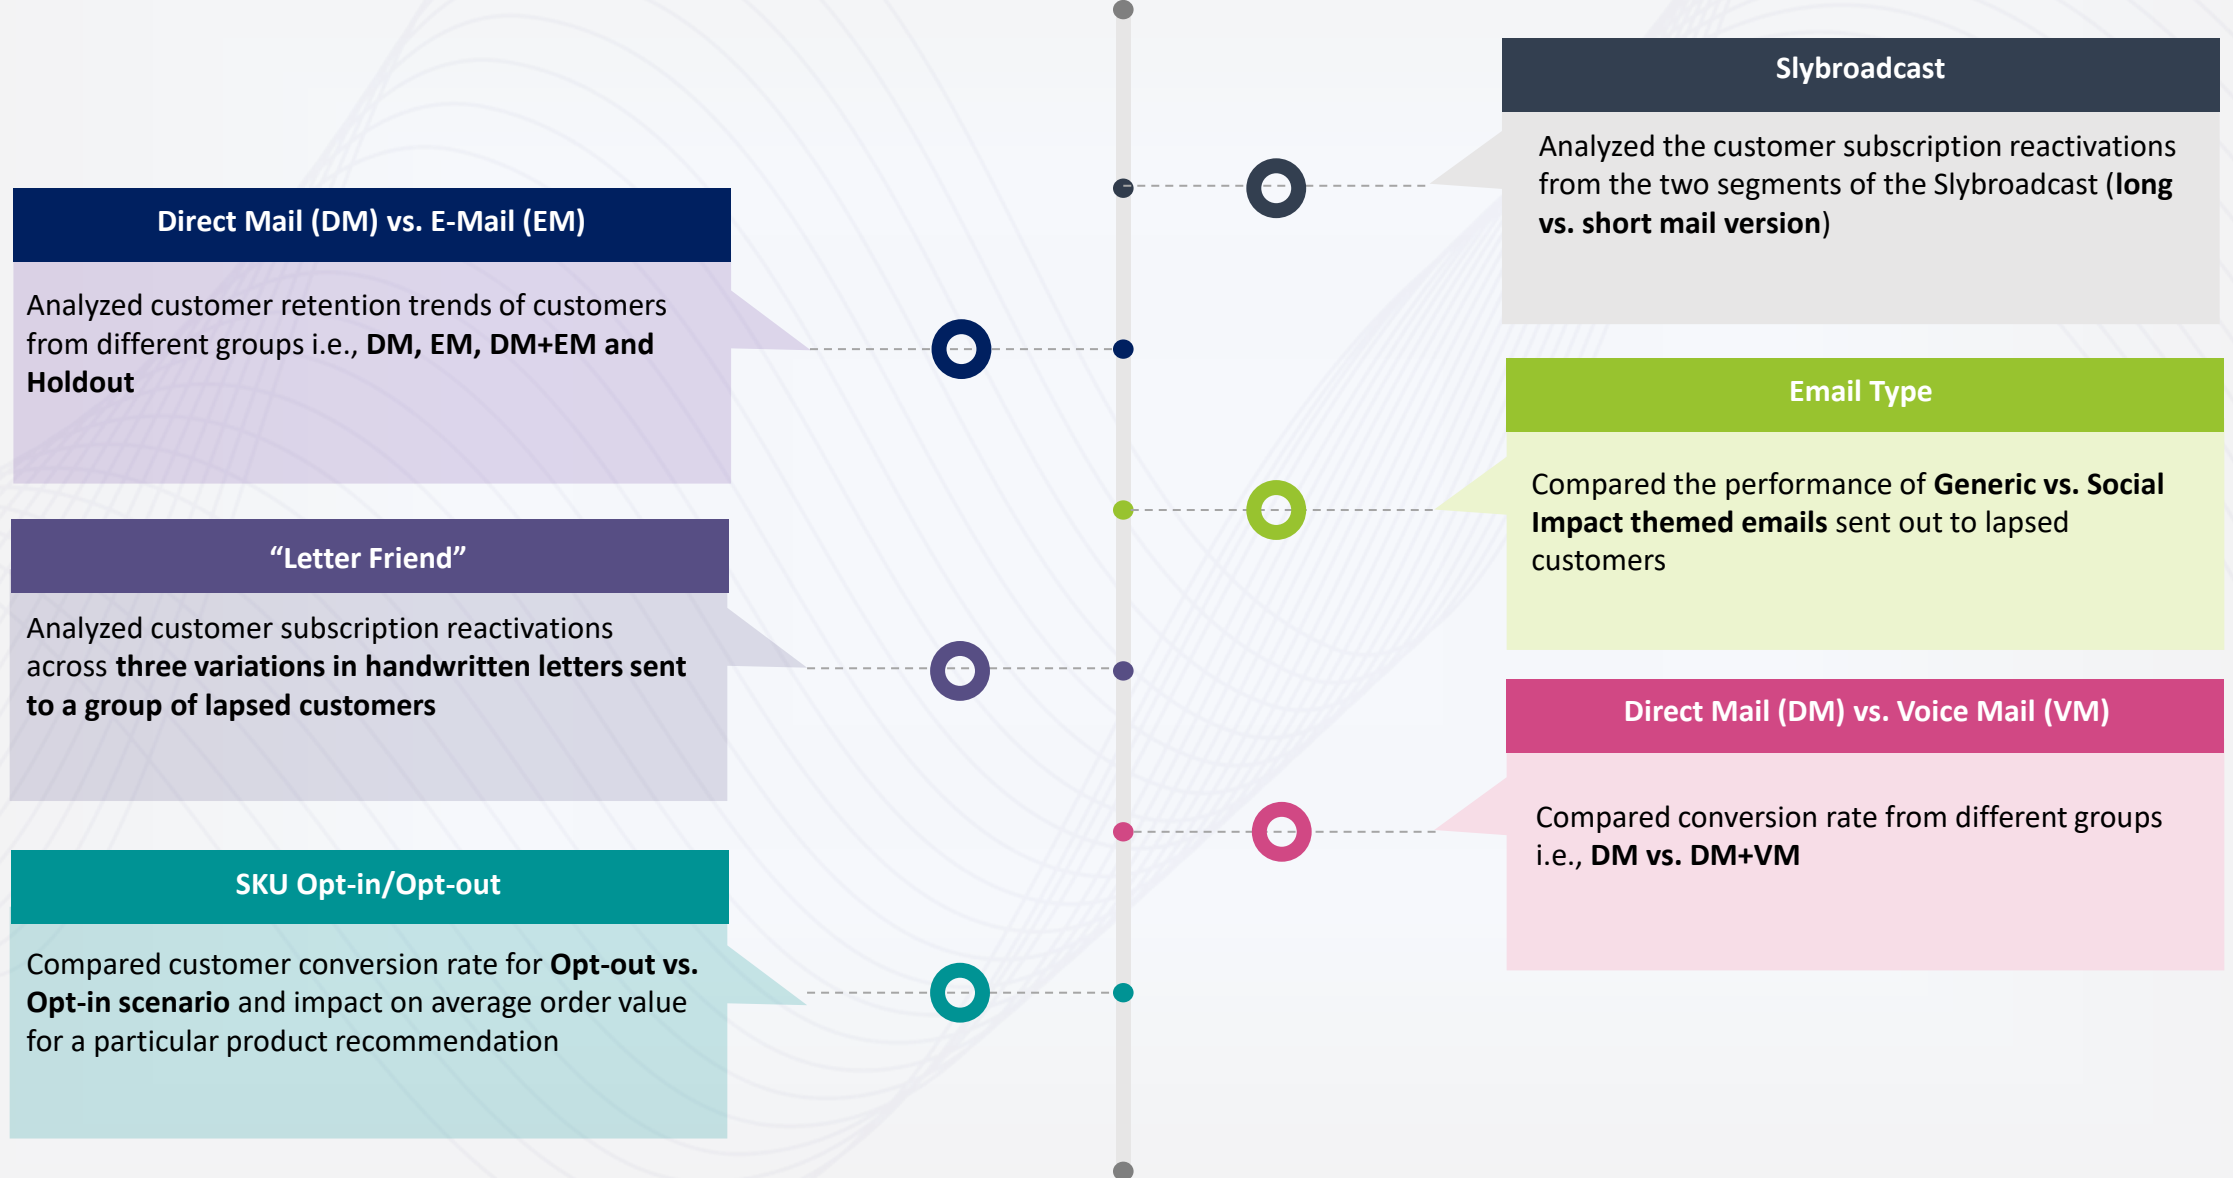 Slybroadcast
Analyzed the customer subscription reactivations
from the two segments of the Slybroadcast (long
vs. short mail version)
Direct Mail (DM) vs. E-Mail (EM)
Analyzed customer retention trends of customers
from different groups i.e., DM, EM, DM+EM and
Holdout
Email Type
Compared the performance of Generic vs. Social
Impact themed emails sent out to lapsed
customers
“Letter Friend”
Analyzed customer subscription reactivations
across three variations in handwritten letters sent
to a group of lapsed customers
Direct Mail (DM) vs. Voice Mail (VM)
Compared conversion rate from different groups
i.e., DM vs. DM+VM
SKU Opt-in/Opt-out
Compared customer conversion rate for Opt-out vs.
Opt-in scenario and impact on average order value
for a particular product recommendation